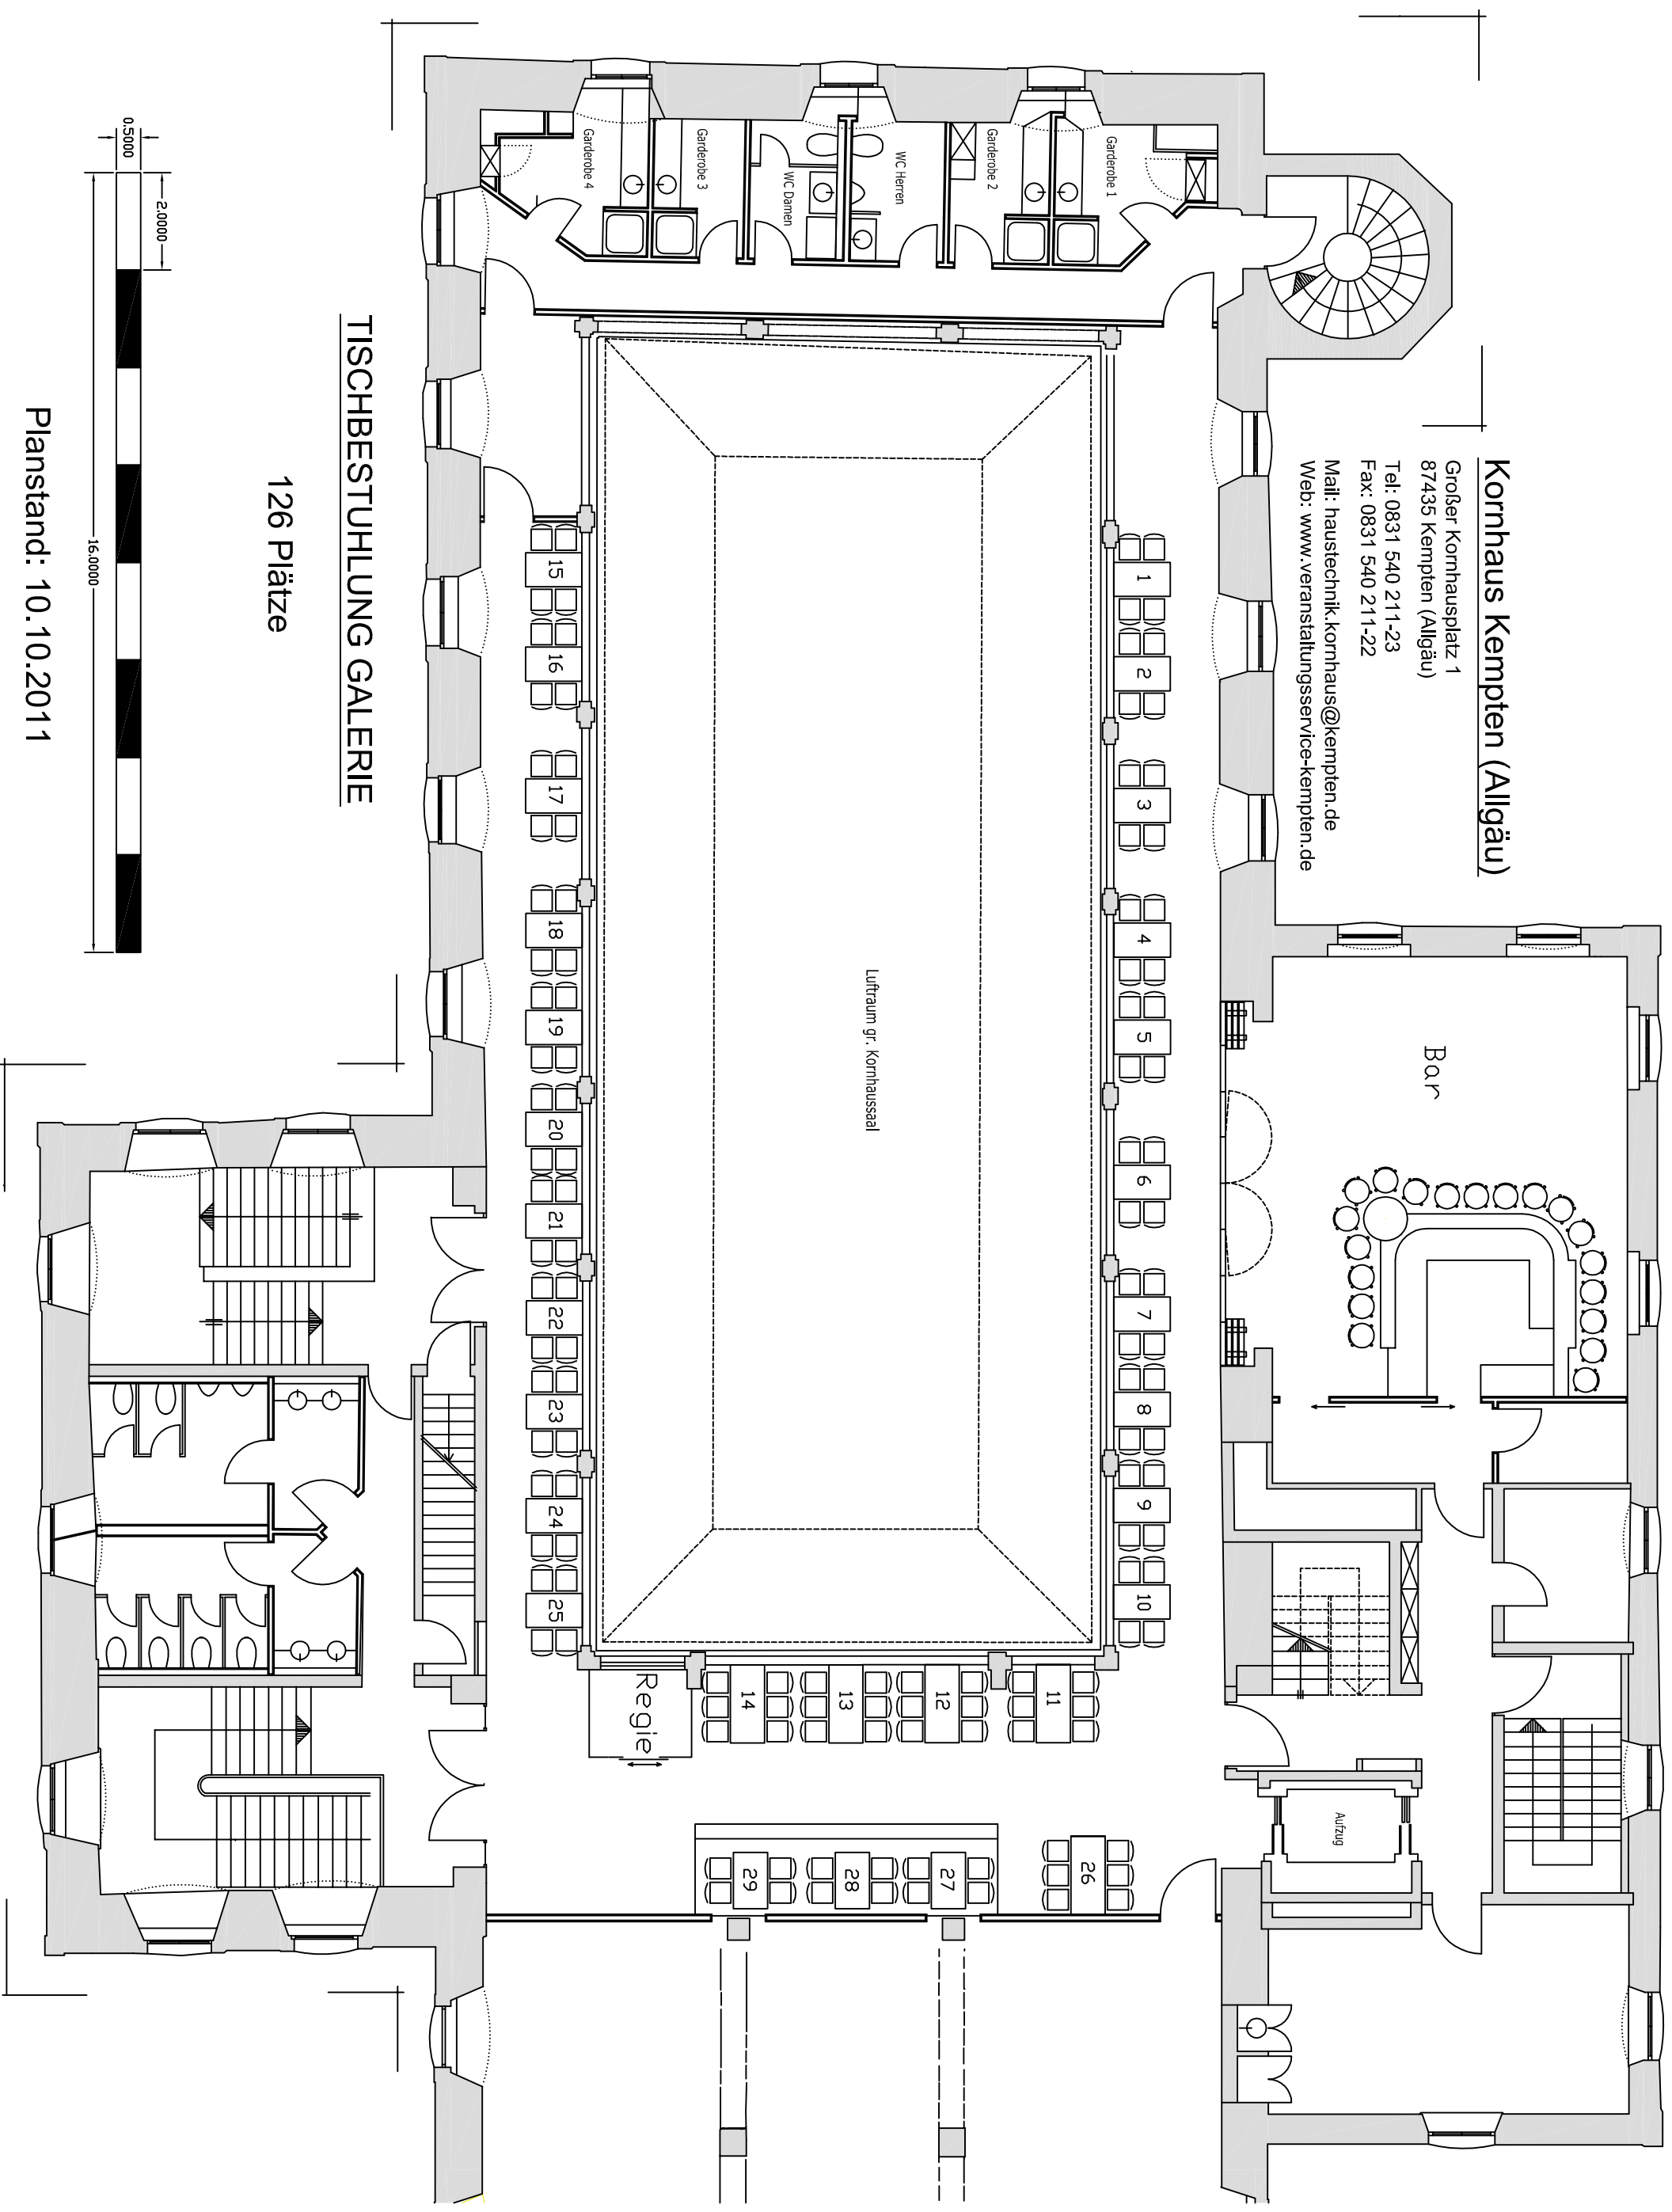 Kornhaus Kempten (Allgäu)
Großer Kornhausplatz 1
87435 Kempten (Allgäu)
Tel: 0831 540 211-23
Fax: 0831 540 211-22
Mail: haustechnik.kornhaus@kempten.de
Web: www.veranstaltungsservice-kempten.de
Bar
Garderobe 1
Garderobe 2
WC Herren
WC Damen
Garderobe 3
Garderobe 4
1
2
3
4
5
6
7
8
9
10
Luftraum gr. Kornhaussaal
11
12
13
14
Regie
Aufzug
26
27
28
29
15
16
17
18
19
20
21
22
23
24
25
TISCHBESTUHLUNG GALERIE
126 Plätze
2.0000
0.5000
16.0000
Planstand: 10.10.2011